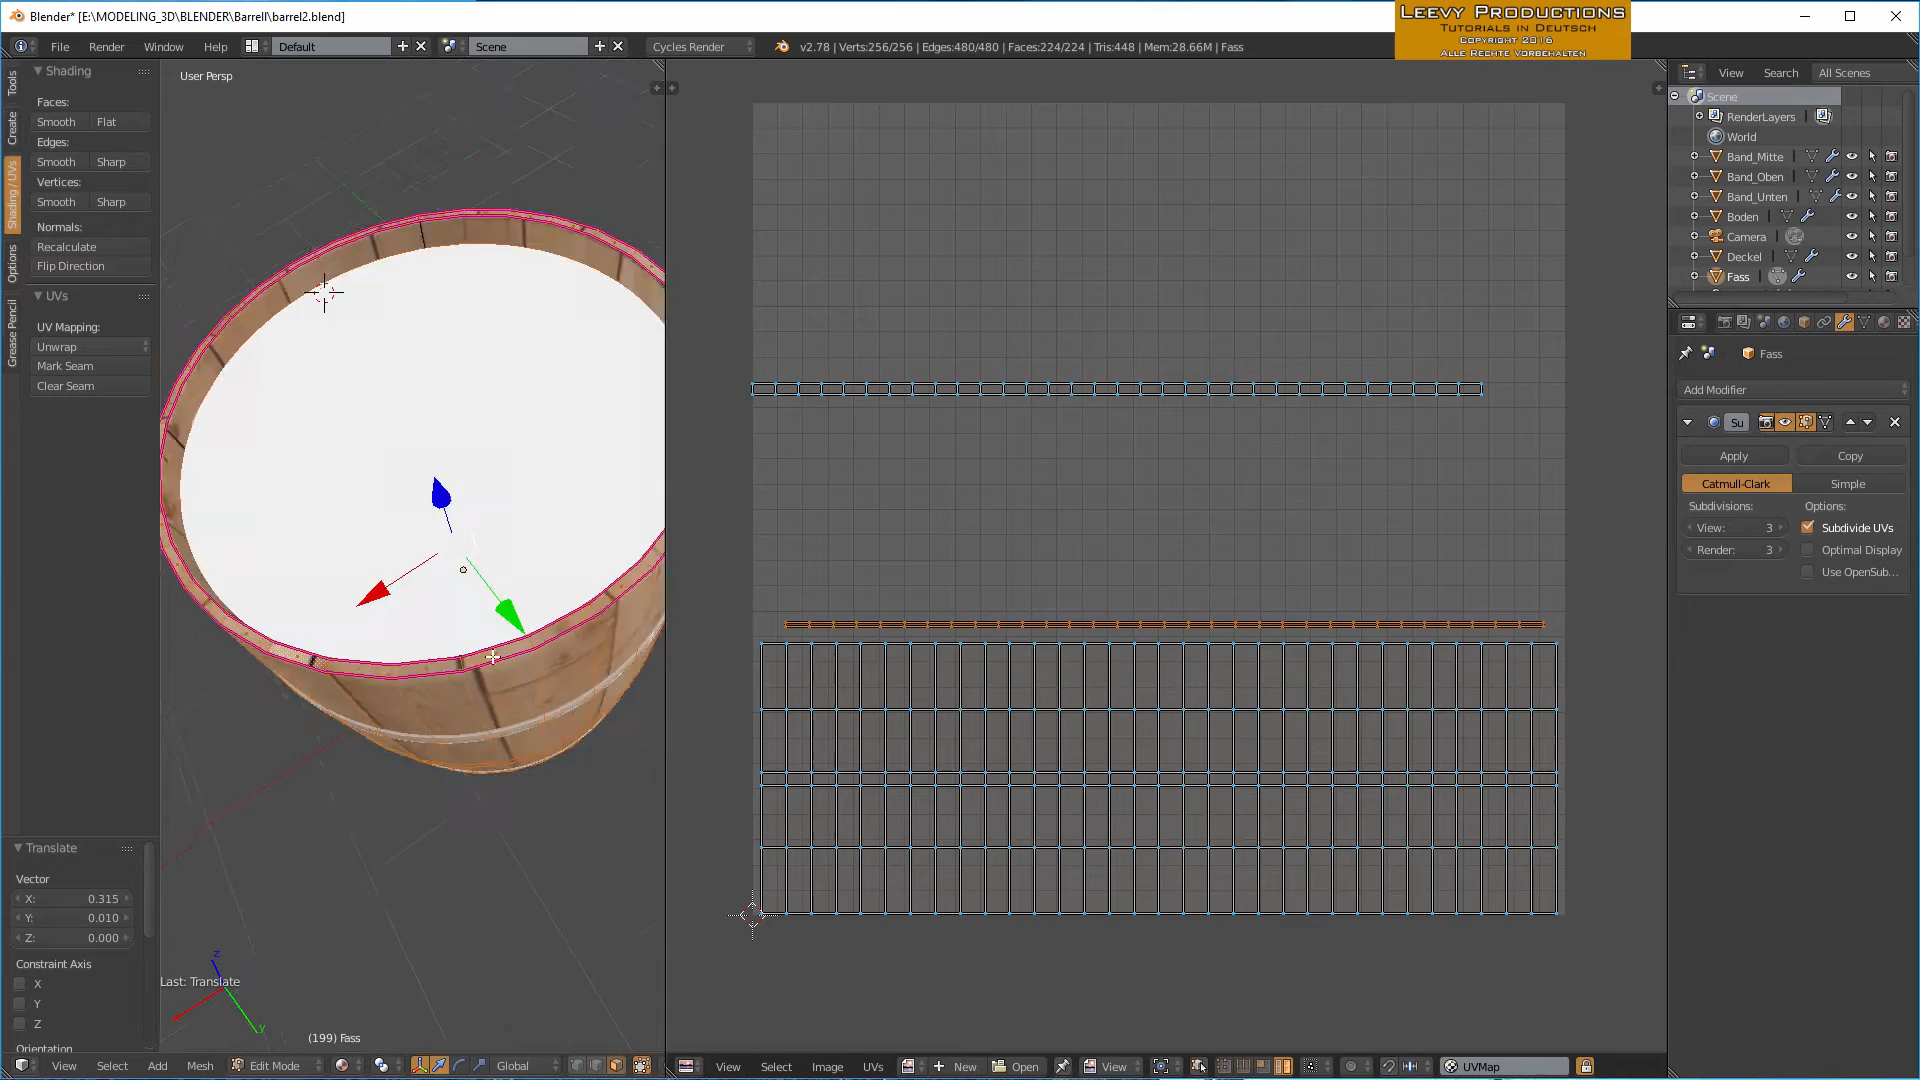 Blender* [E:\MODELING_3D\BLENDER\Barrell\barrel2.blend]
LEEVY PRODUCTIONS
TUTORIALS IN DEUTSCH
COPYRIGHT 2016
ALLE RECHTE VORBEHALTEN
File Render Window Help Default Scene Cycles Render v2.78 | Verts:256/256 | Edges:480/480 | Faces:224/224 | Tris:448 | Mem:28.66M | Fass
Tools
Create
Shading / UVs
Options
Grease Pencil
Shading
Faces:
Smooth Flat
Edges:
Smooth Sharp
Vertices:
Smooth Sharp
Normals:
Recalculate
Flip Direction
UVs
UV Mapping:
Unwrap
Mark Seam
Clear Seam
Translate
Vector
X: 0.315
Y: 0.010
Z: 0.000
Constraint Axis
X
Y
Z
Orientation
User Persp
z
y
Last: Translate
(199) Fass
View Select Add Mesh Edit Mode Global
View Select Image UVs New Open View UVMap
View Search All Scenes
Scene
RenderLayers
World
Band_Mitte
Band_Oben
Band_Unten
Boden
Camera
Deckel
Fass
Fass
Add Modifier
Su
Apply Copy
Catmull-Clark Simple
Subdivisions: Options:
View: 3 Subdivide UVs
Render: 3 Optimal Display
Use OpenSub...